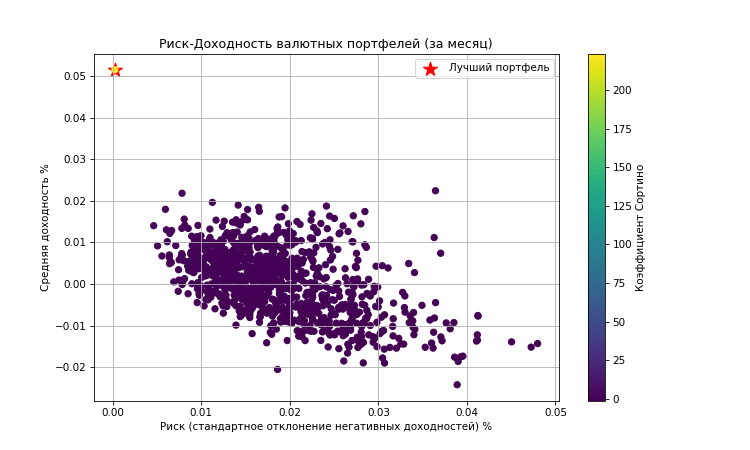 Риск-Доходность валютных портфелей (за месяц)
Лучший портфель
0.05
0.04
0.03
0.02
0.01
0.00
−0.01
−0.02
Средняя доходность %
0.00 0.01 0.02 0.03 0.04 0.05
Риск (стандартное отклонение негативных доходностей) %
200
175
150
125
100
75
50
25
0
Коэффициент Сортино